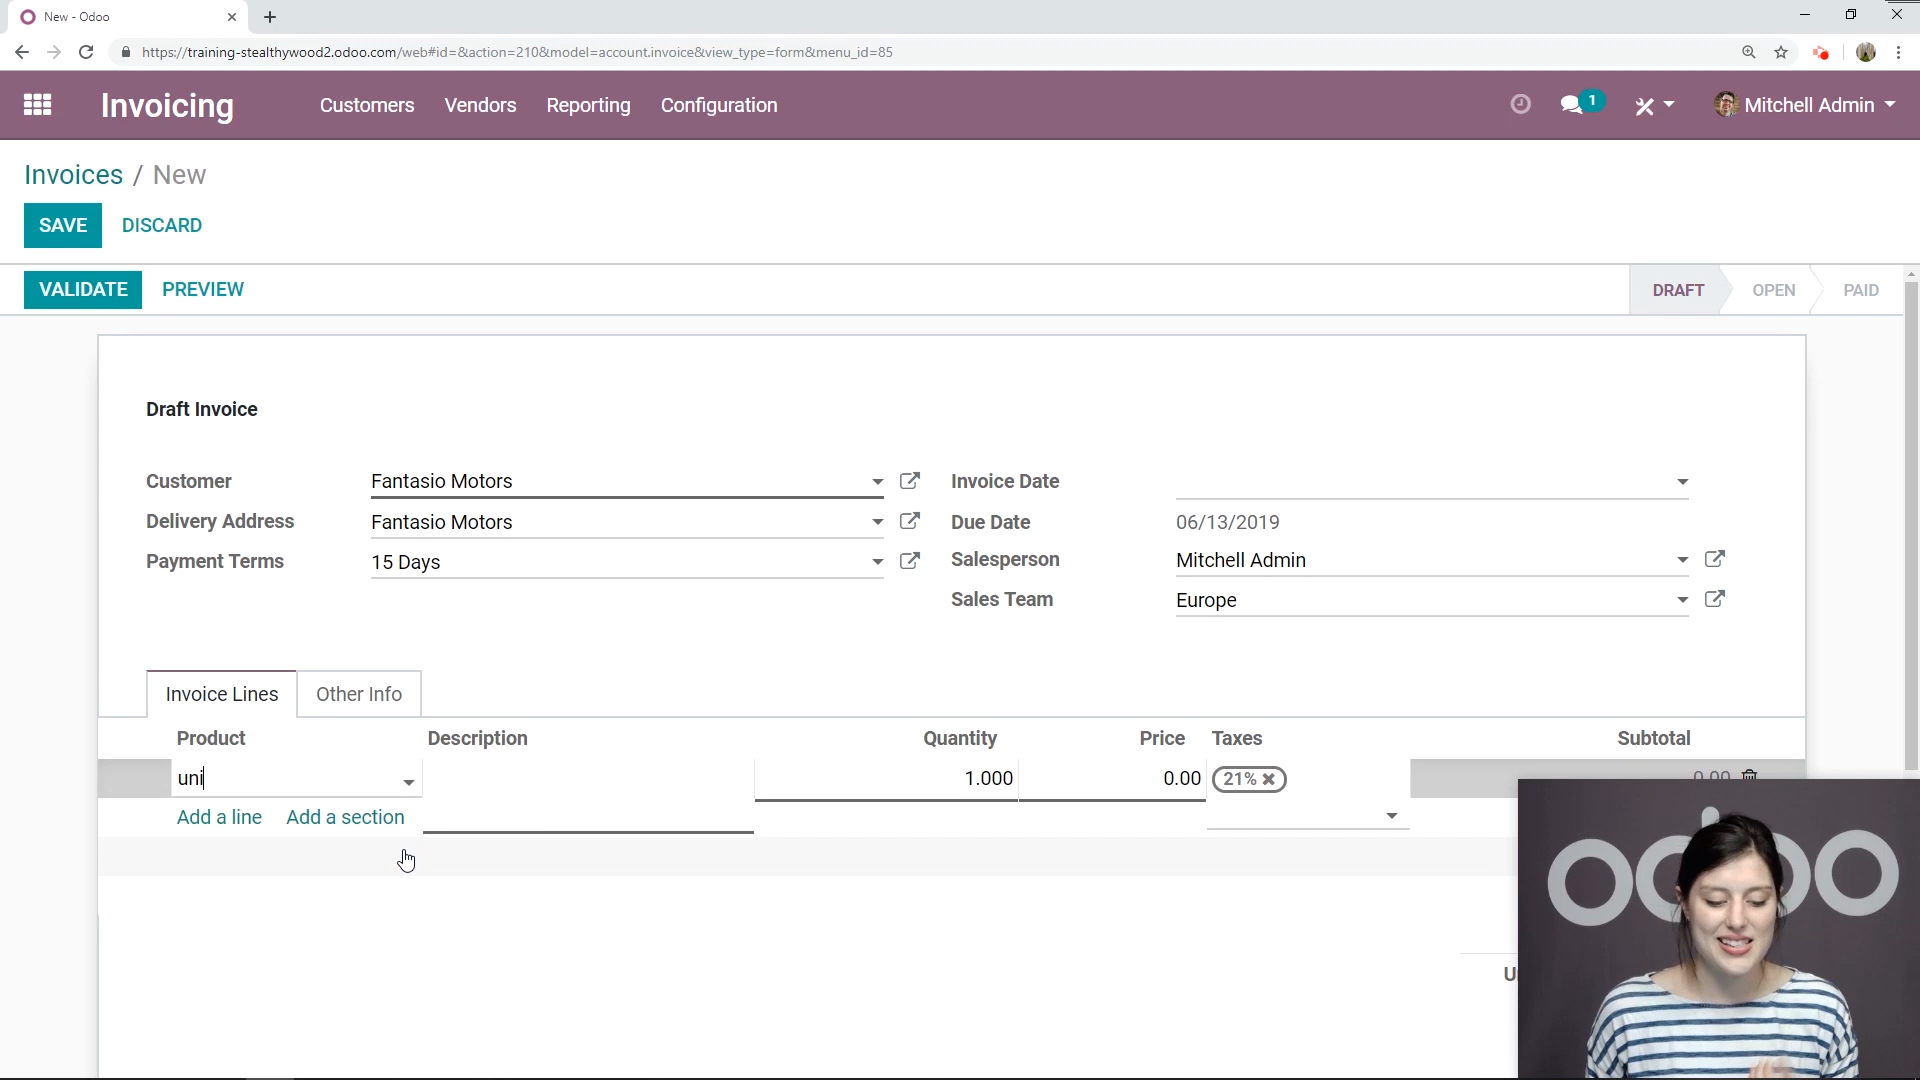 New - Odoo
https://training-stealthywood2.odoo.com/web#id=&action=210&model=account.invoice&view_type=form&menu_id=85
Invoicing Customers Vendors Reporting Configuration 1 Mitchell Admin
Invoices / New
SAVE DISCARD
VALIDATE PREVIEW DRAFT OPEN PAID
Draft Invoice
Customer Fantasio Motors Invoice Date
Delivery Address Fantasio Motors Due Date 06/13/2019
Payment Terms 15 Days Salesperson Mitchell Admin
Sales Team Europe
Invoice Lines Other Info
Product Description Quantity Price Taxes Subtotal
uni 1.000 0.00 21% 0.00
Add a line Add a section
odoo